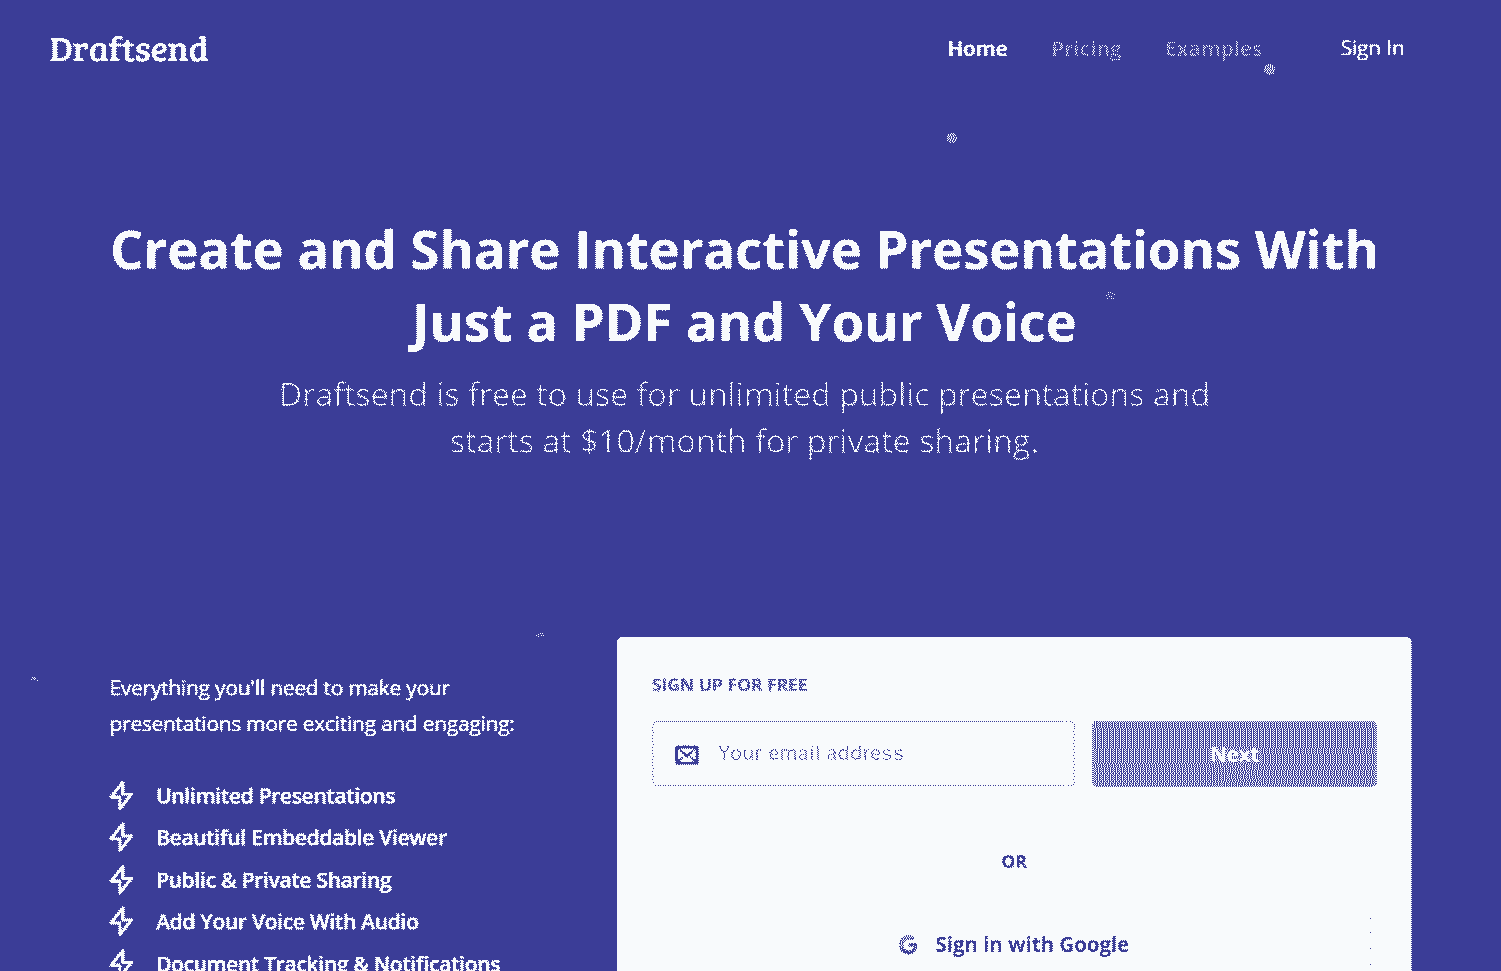 Draftsend
Home Pricing Examples Sign In
Create and Share Interactive Presentations With
Just a PDF and Your Voice
Draftsend is free to use for unlimited public presentations and
starts at $10/month for private sharing.
Everything you'll need to make your
presentations more exciting and engaging:
Unlimited Presentations
Beautiful Embeddable Viewer
Public & Private Sharing
Add Your Voice With Audio
Document Tracking & Notifications
SIGN UP FOR FREE
Your email address
Next
OR
Sign in with Google